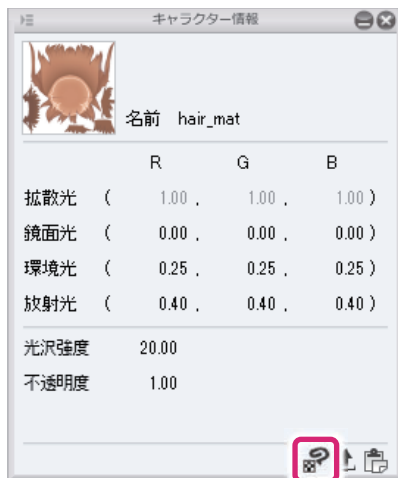 キャラクター情報
名前 hair_mat
R G B
拡散光 ( 1.00 , 1.00 , 1.00 )
鏡面光 ( 0.00 , 0.00 , 0.00 )
環境光 ( 0.25 , 0.25 , 0.25 )
放射光 ( 0.40 , 0.40 , 0.40 )
光沢強度 20.00
不透明度 1.00